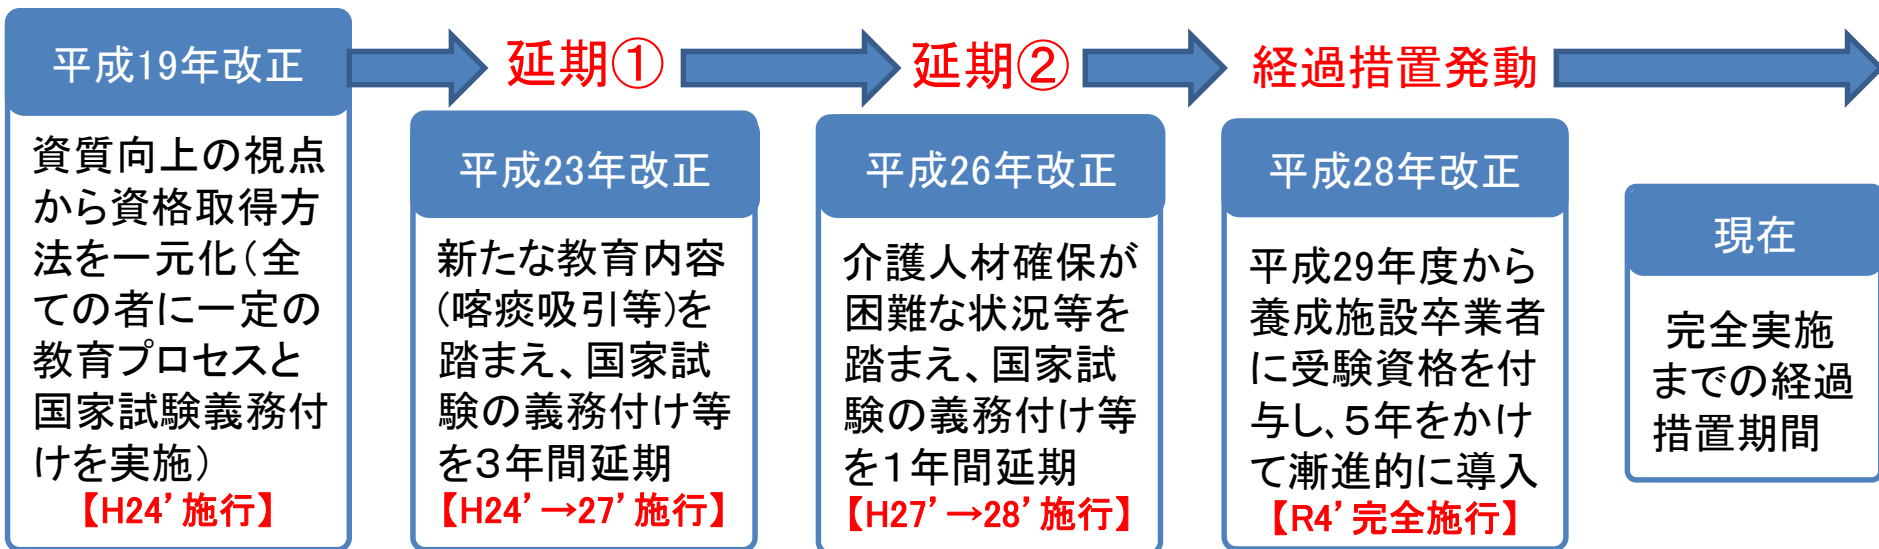 平成19年改正
資質向上の視点
から資格取得方
法を一元化（全
ての者に一定の
教育プロセスと
国家試験義務付
けを実施）
【H24’施行】
延期①
平成23年改正
新たな教育内容
(喀痰吸引等)を
踏まえ、国家試
験の義務付け等
を３年間延期
【H24’→27’施行】
延期②
平成26年改正
介護人材確保が
困難な状況等を
踏まえ、国家試
験の義務付け等
を１年間延期
【H27’→28’施行】
経過措置発動
平成28年改正
平成29年度から
養成施設卒業者
に受験資格を付
与し、５年をかけ
て漸進的に導入
【R4’完全施行】
現在
完全実施
までの経過
措置期間